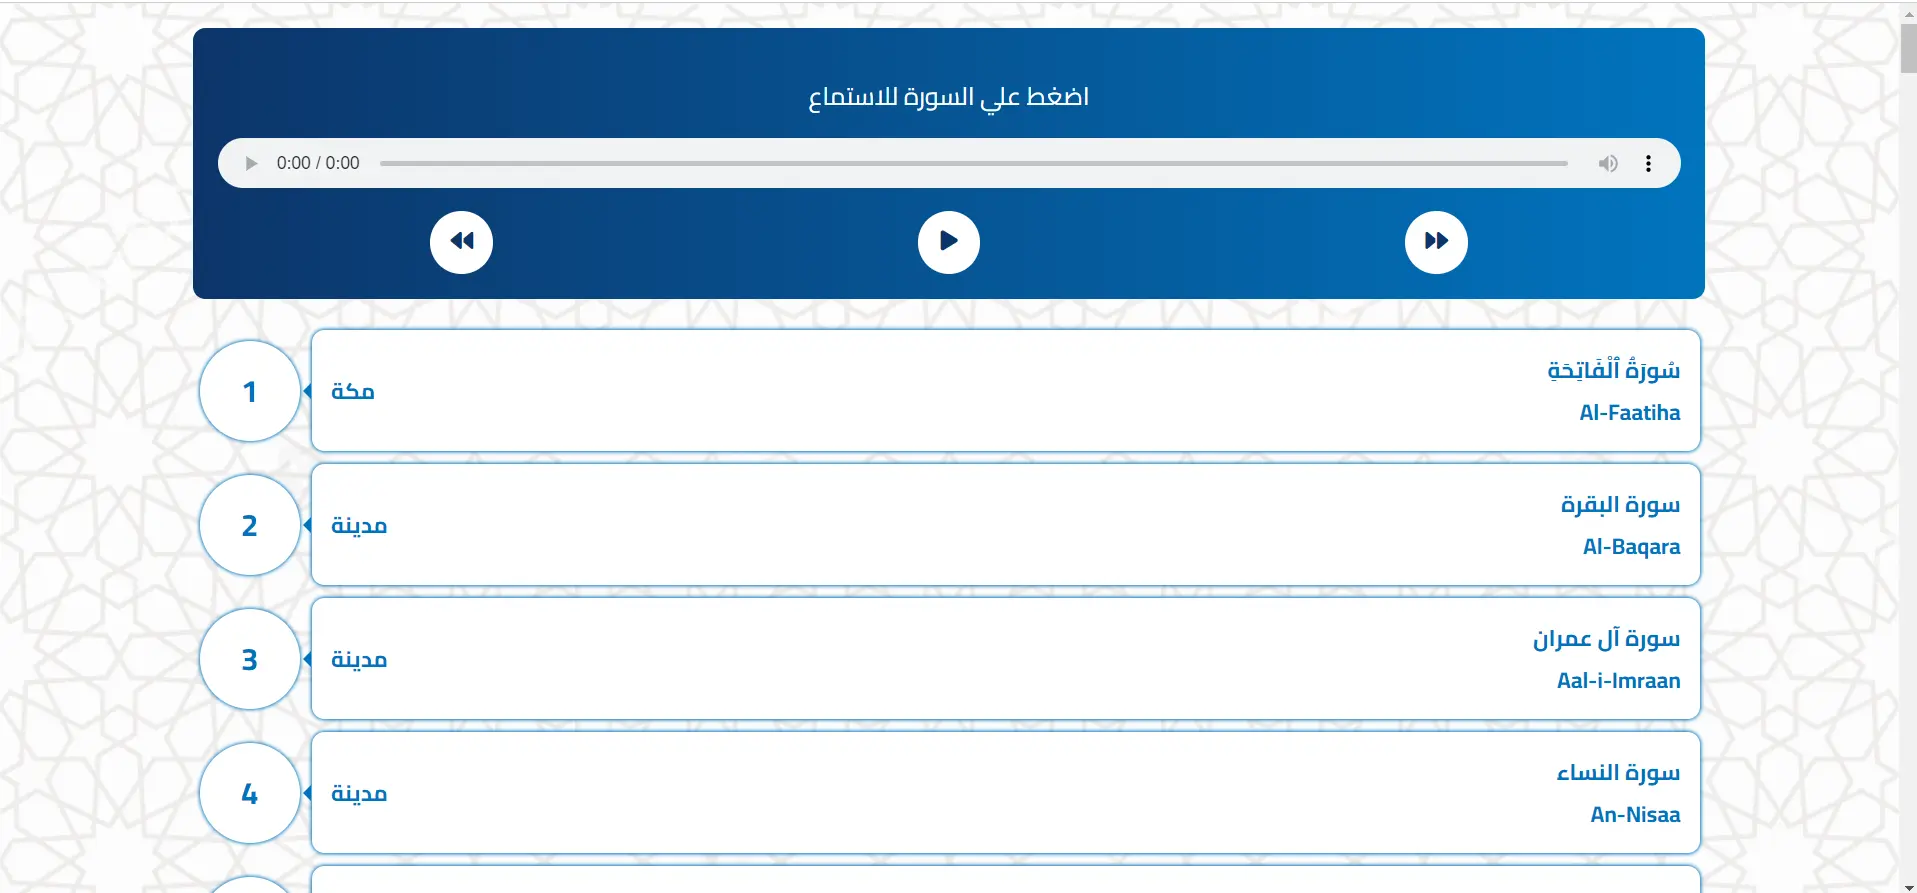 اضغط علي السورة للاستماع
0:00 / 0:00
سُورَةُ ٱلْفَاتِحَةِ
Al-Faatiha
مكة
1
سورة البقرة
Al-Baqara
مدينة
2
سورة آل عمران
Aal-i-Imraan
مدينة
3
سورة النساء
An-Nisaa
مدينة
4